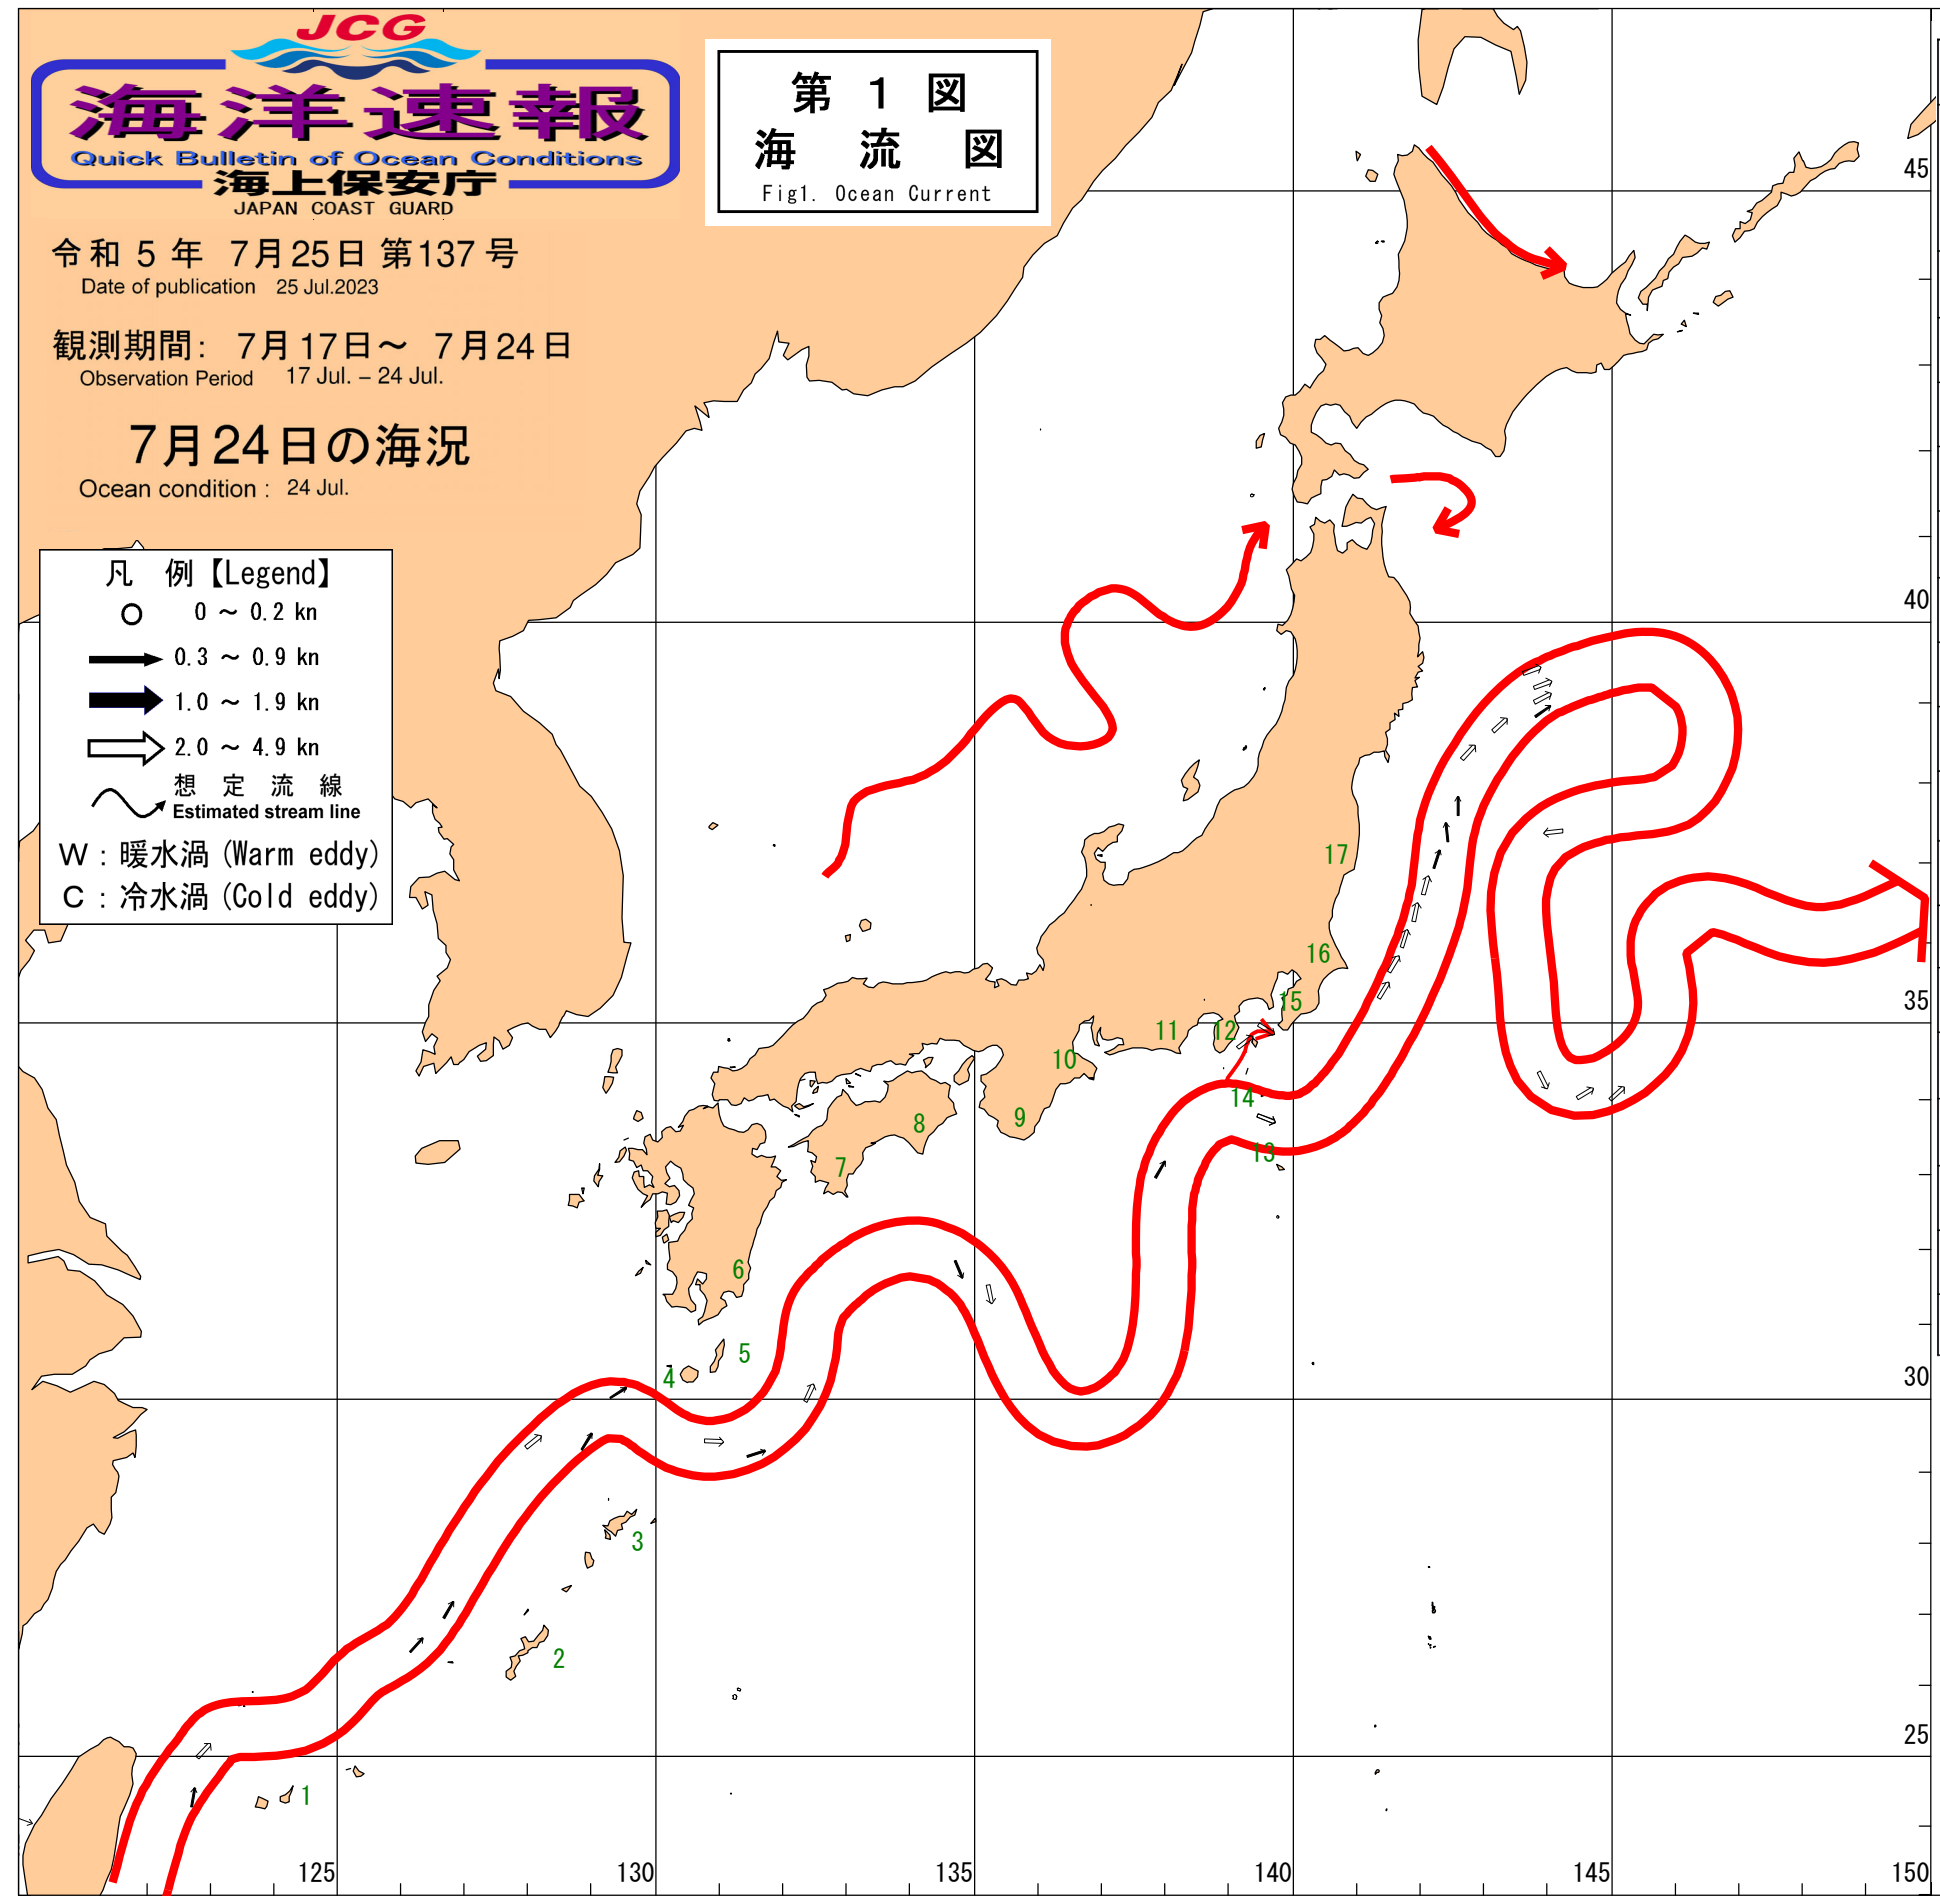 JCG
海洋速報
Quick Bulletin of Ocean Conditions
海上保安庁
JAPAN COAST GUARD
第 1 図
海 流 図
Fig1. Ocean Current
令和 5 年 7月25日 第137 号
Date of publication 25 Jul.2023
観測期間: 7月17日～ 7月24日
Observation Period 17 Jul. – 24 Jul.
7月24日の海況
Ocean condition : 24 Jul.
凡 例【Legend】
0 ～ 0.2 kn
0.3 ～ 0.9 kn
1.0 ～ 1.9 kn
2.0 ～ 4.9 kn
想 定 流 線
Estimated stream line
W : 暖水渦 (Warm eddy)
C : 冷水渦 (Cold eddy)
45
40
17
16
35
15
12
11
10
14
9
8
13
7
6
5
4
30
3
2
25
1
125
130
135
140
145
150